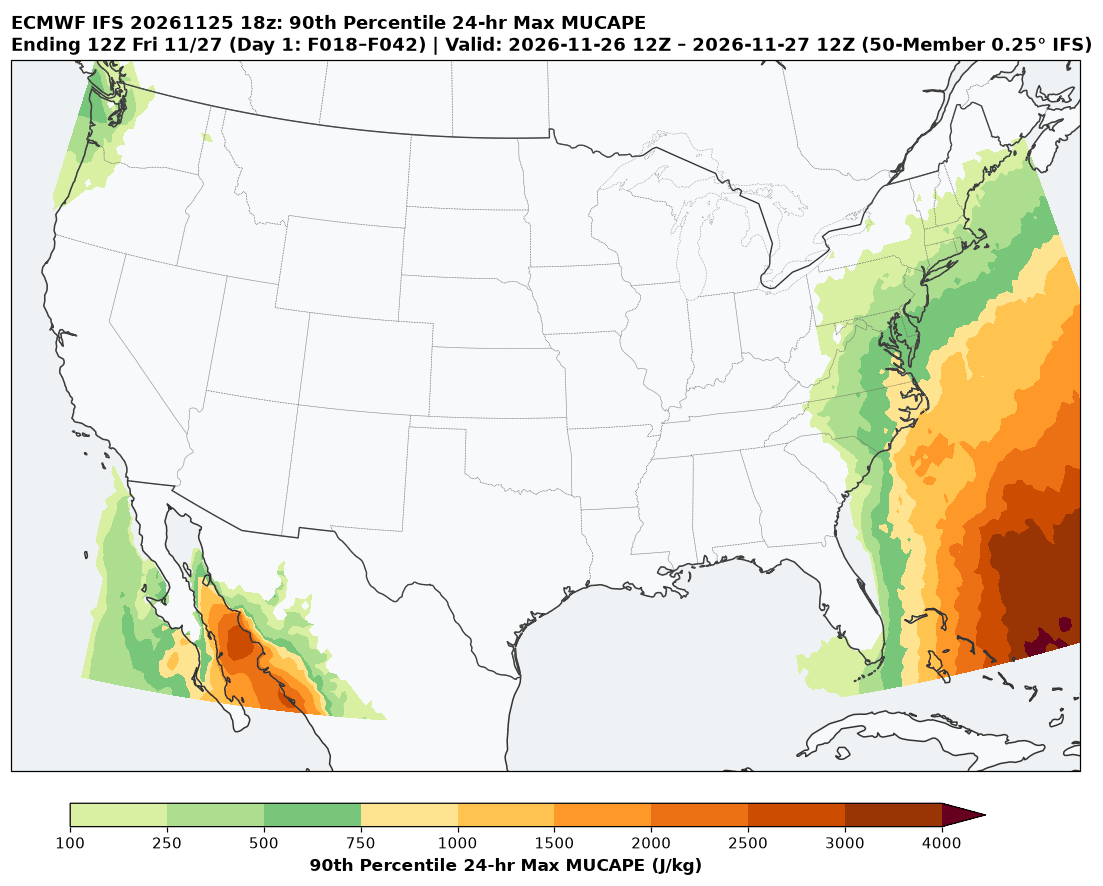 ECMWF IFS 20261125 18z: 90th Percentile 24-hr Max MUCAPE
Ending 12Z Fri 11/27 (Day 1: F018–F042) | Valid: 2026-11-26 12Z – 2026-11-27 12Z (50-Member 0.25° IFS)
100 250 500 750 1000 1500 2000 2500 3000 4000
90th Percentile 24-hr Max MUCAPE (J/kg)